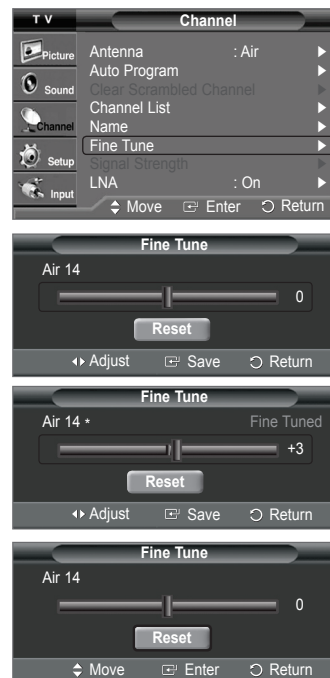 T V Channel
Picture
Sound
Channel
Setup
Input
Antenna : Air
Auto Program
Clear Scrambled Channel
Channel List
Name
Fine Tune
Signal Strength
LNA : On
Move Enter Return
Fine Tune
Air 14
0
Reset
Adjust Save Return
Fine Tune
Air 14 * Fine Tuned
+3
Reset
Adjust Save Return
Fine Tune
Air 14
0
Reset
Move Enter Return